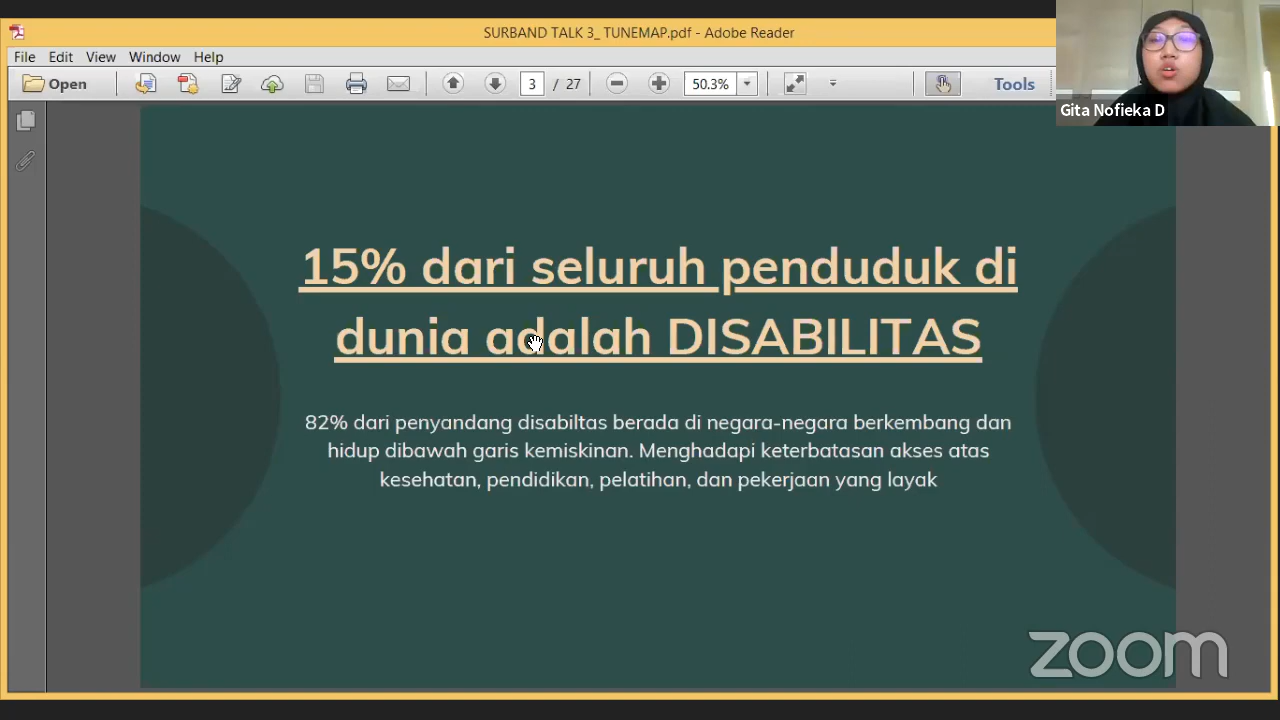 SURBAND TALK 3_ TUNEMAP.pdf - Adobe Reader
File Edit View Window Help
Open 3 / 27 50.3% Tools
Gita Nofieka D
15% dari seluruh penduduk di
dunia adalah DISABILITAS
82% dari penyandang disabiltas berada di negara-negara berkembang dan
hidup dibawah garis kemiskinan. Menghadapi keterbatasan akses atas
kesehatan, pendidikan, pelatihan, dan pekerjaan yang layak
zoom